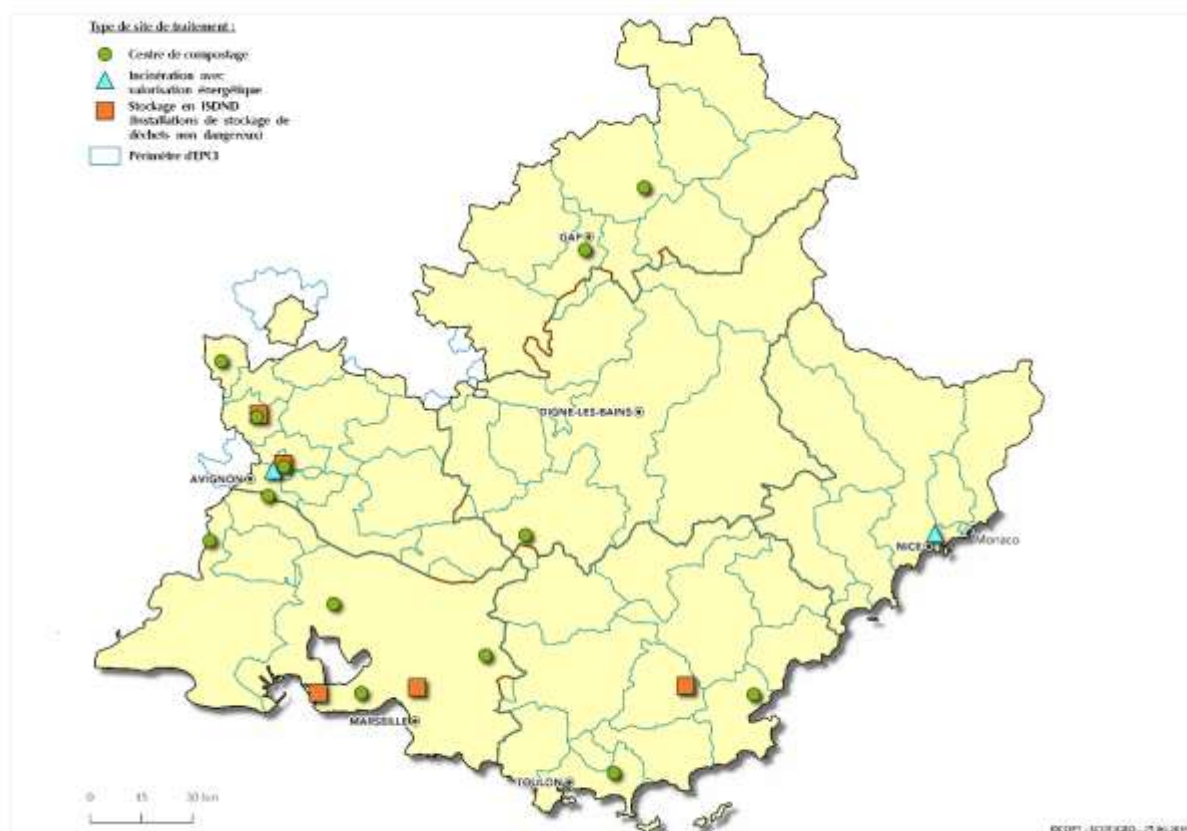 Type de site de traitement :
Centre de compostage
Incinération avec
valorisation énergétique
Stockage en ISDND
(Installations de stockage de
déchets non dangereux)
Périmètre d'EPCI
GAP
DIGNE-LES-BAINS
AVIGNON
NICE
Monaco
MARSEILLE
TOULON
0 15 30 km